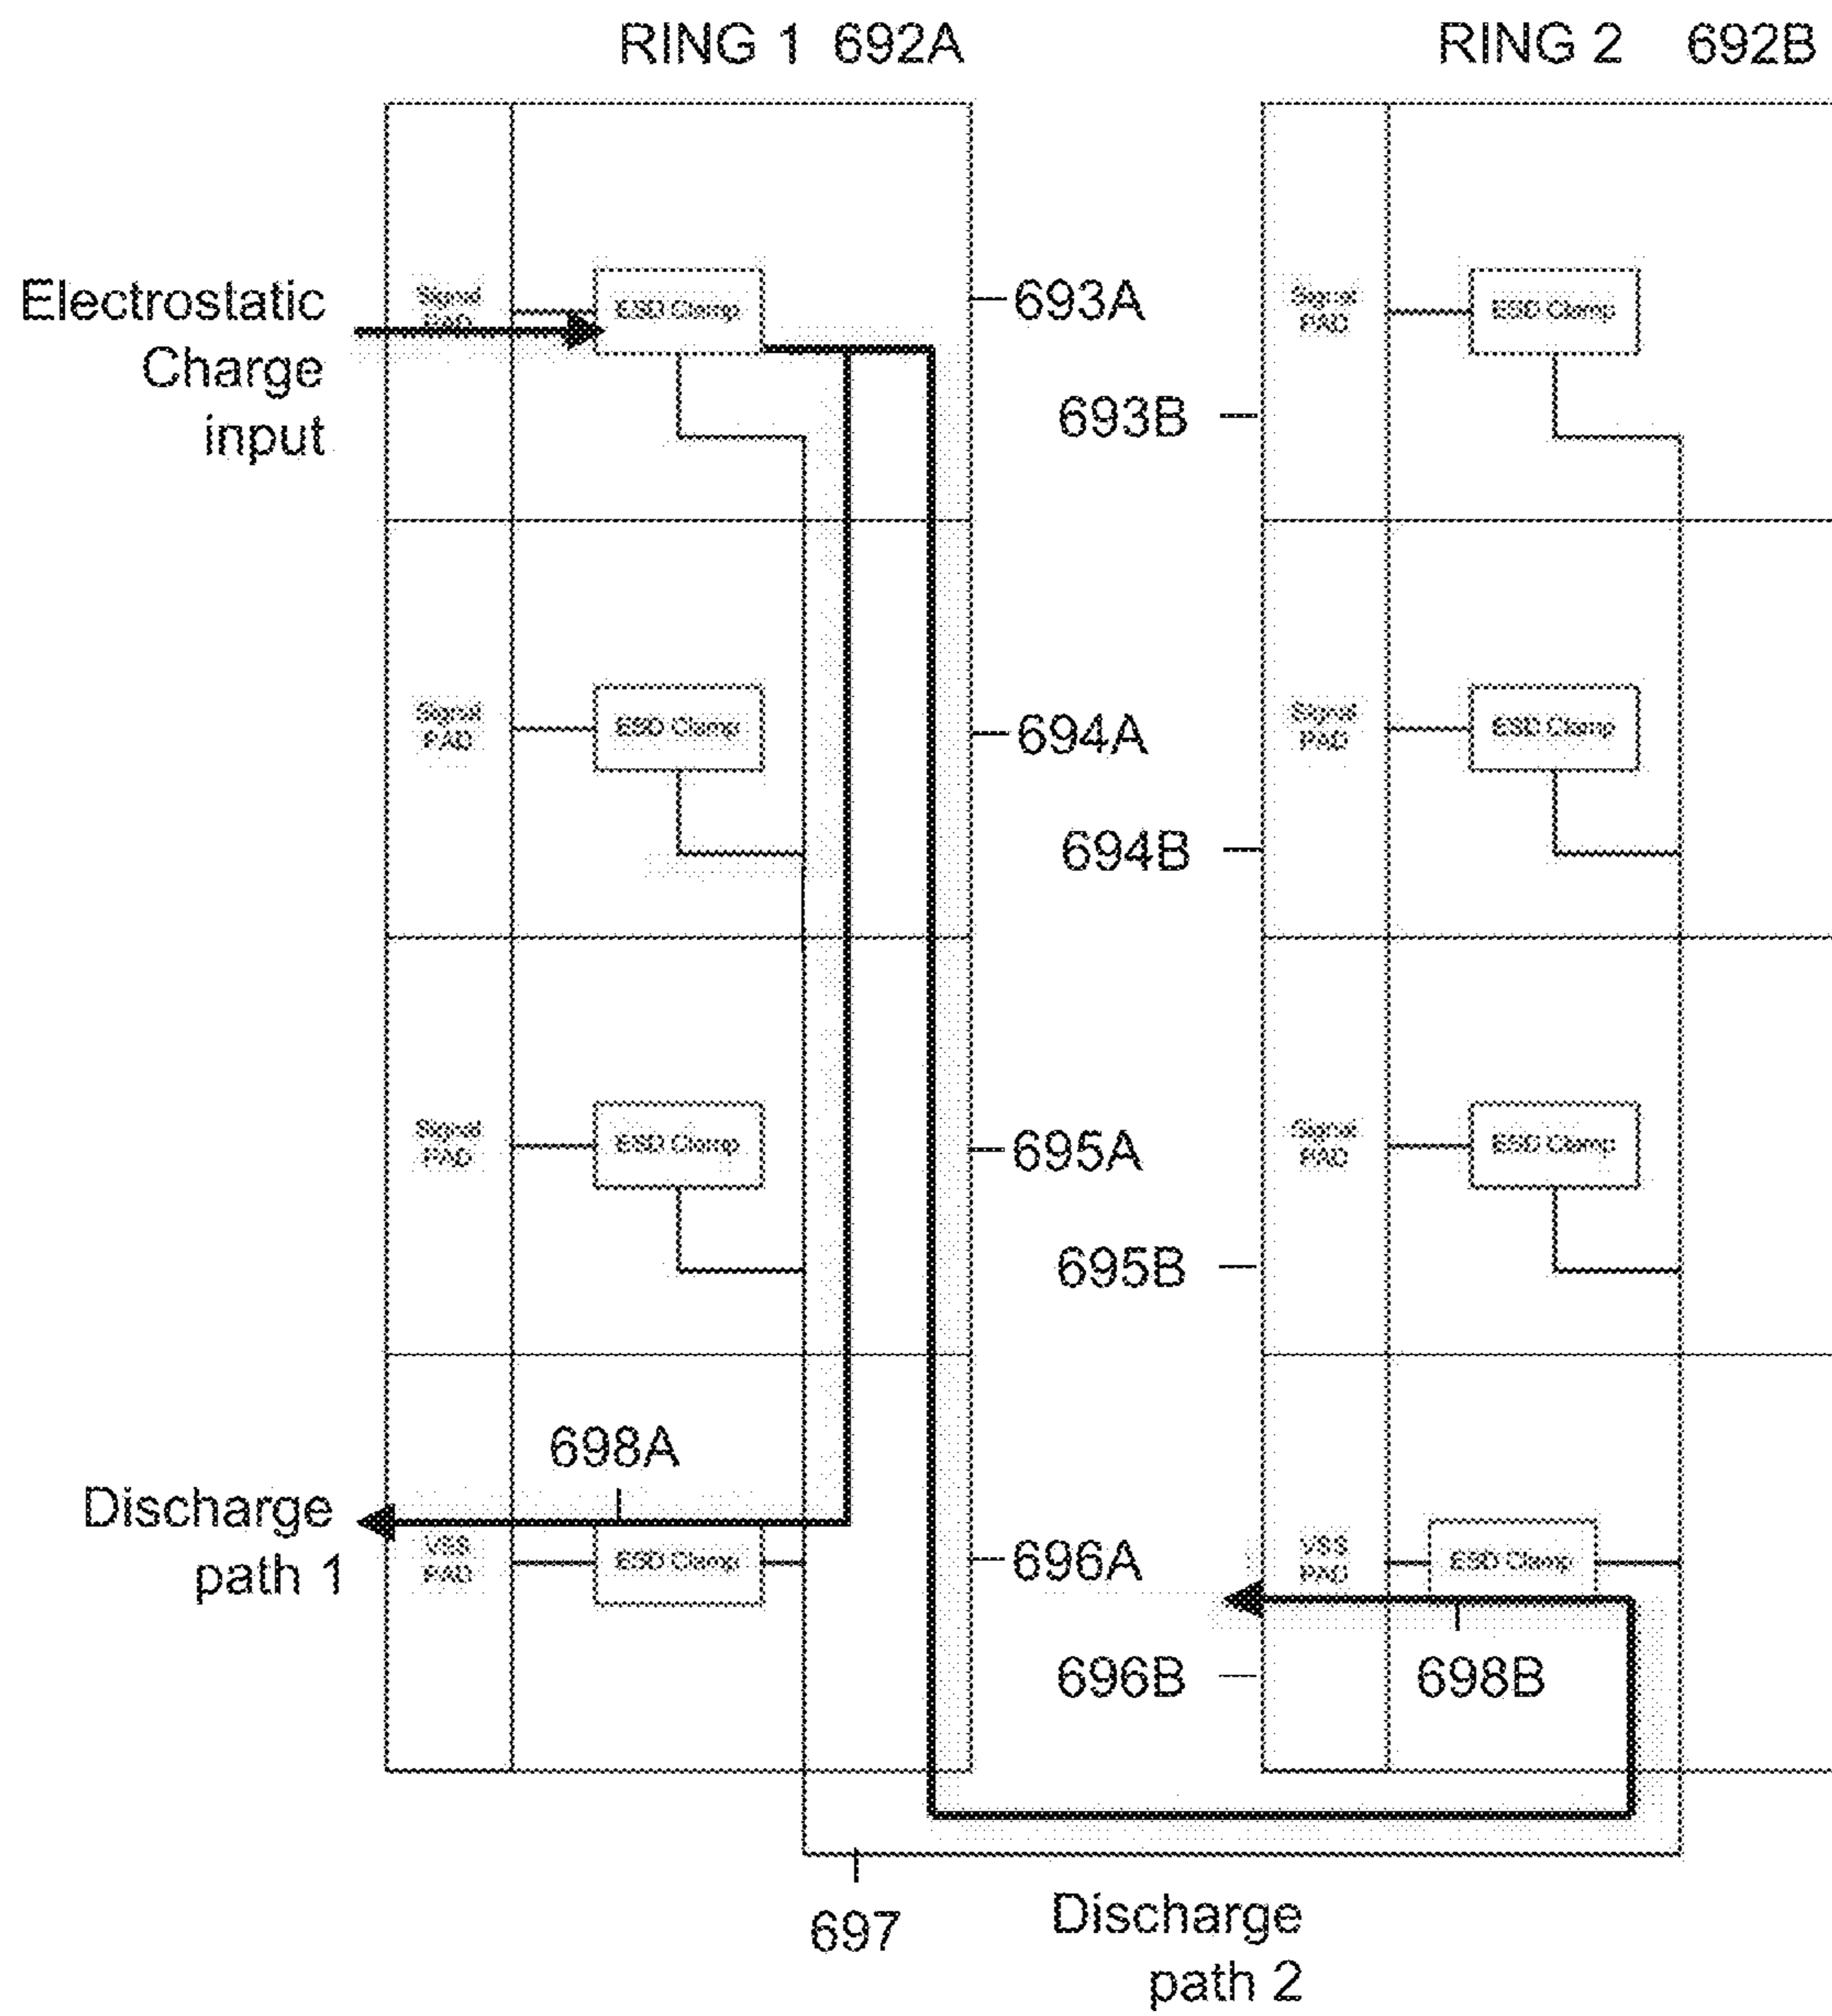 RING 1 692A
RING 2 692B
Electrostatic
Charge
input
Signal
PAD
ESD Clamp
693A
Signal
PAD
ESD Clamp
693B
Signal
PAD
ESD Clamp
694A
Signal
PAD
ESD Clamp
694B
Signal
PAD
ESD Clamp
695A
Signal
PAD
ESD Clamp
695B
698A
Discharge
path 1
VSS
PAD
ESD Clamp
696A
VSS
PAD
ESD Clamp
696B
698B
697
Discharge
path 2